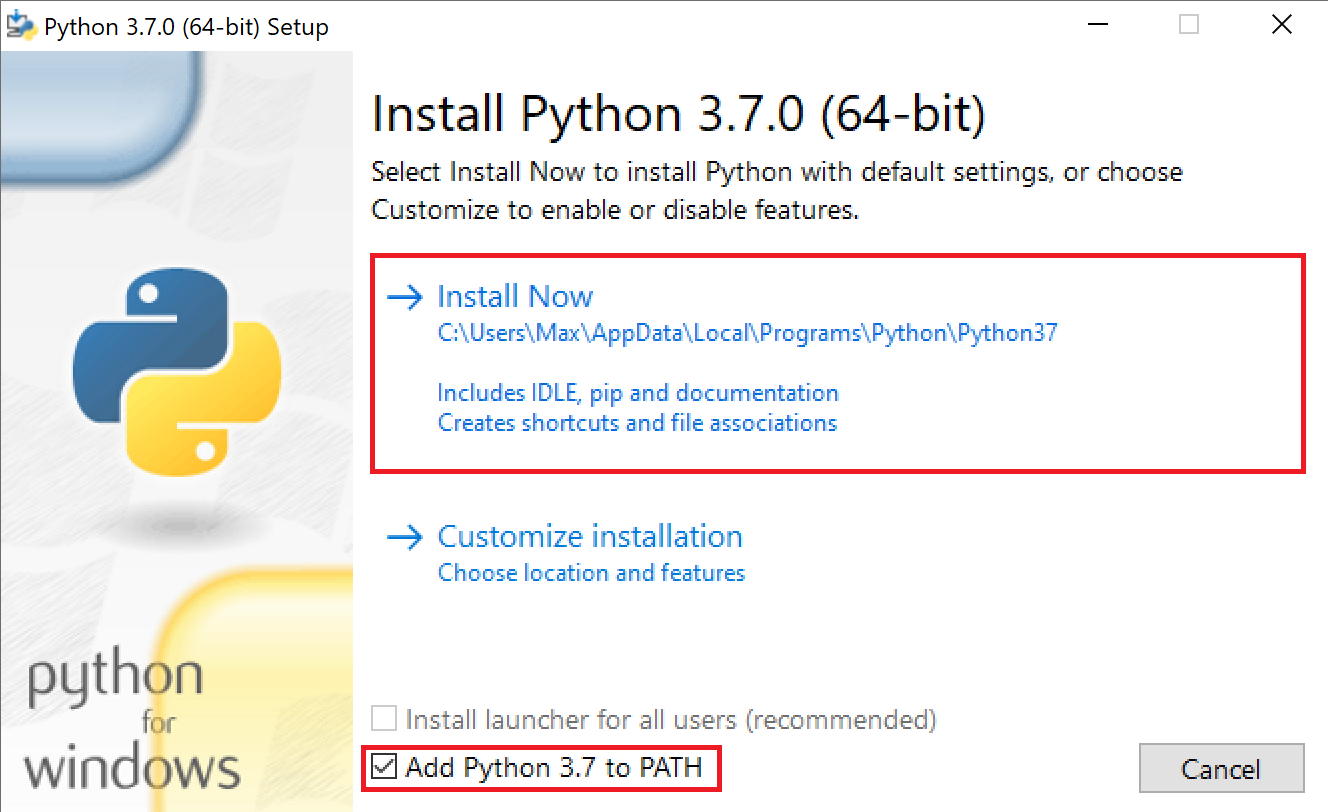 Python 3.7.0 (64-bit) Setup
Install Python 3.7.0 (64-bit)
Select Install Now to install Python with default settings, or choose
Customize to enable or disable features.
Install Now
C:\Users\Max\AppData\Local\Programs\Python\Python37
Includes IDLE, pip and documentation
Creates shortcuts and file associations
Customize installation
Choose location and features
python
for
windows
Install launcher for all users (recommended)
Add Python 3.7 to PATH
Cancel